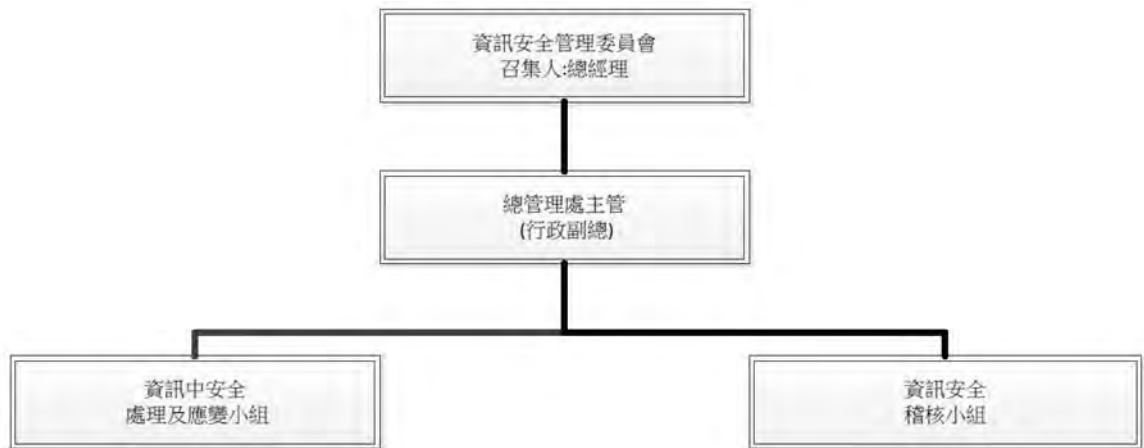 資訊安全管理委員會
召集人:總經理
總管理處主管
(行政副總)
資訊中安全
處理及應變小組
資訊安全
稽核小組